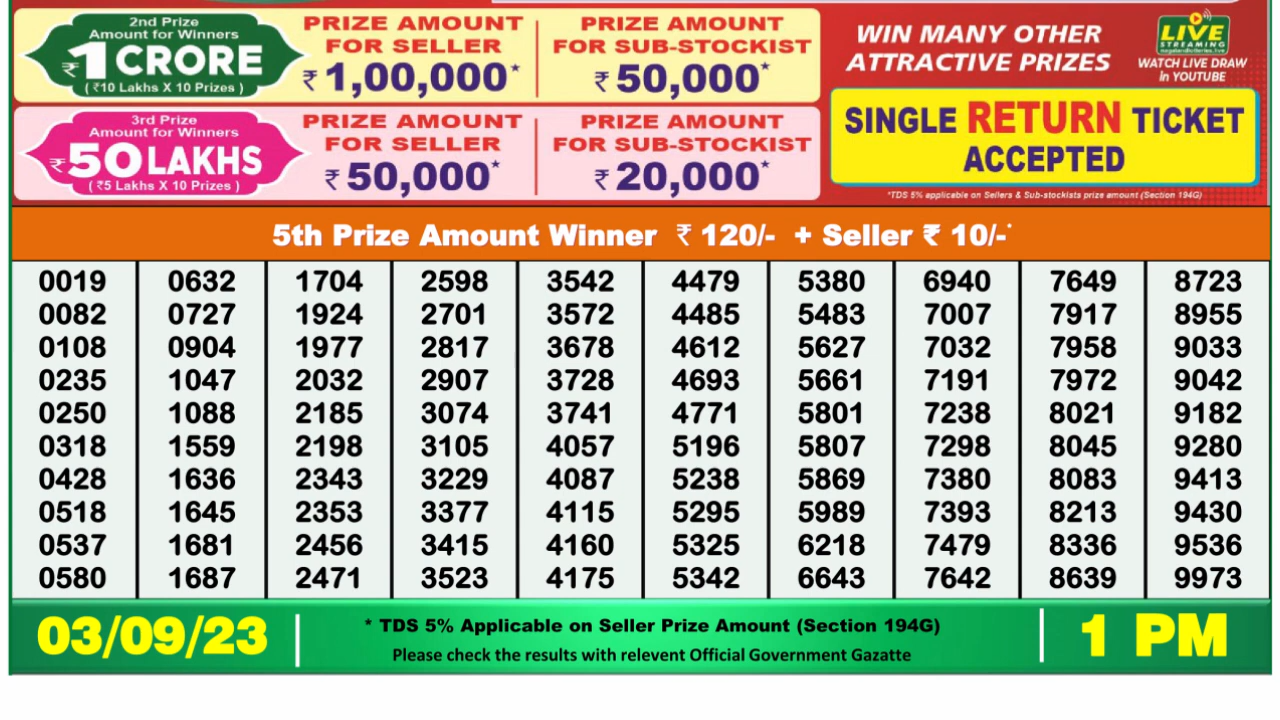 2nd Prize
Amount for Winners
₹1 CRORE
(₹10 Lakhs X 10 Prizes)
PRIZE AMOUNT
FOR SELLER
₹1,00,000*
PRIZE AMOUNT
FOR SUB-STOCKIST
₹50,000*
3rd Prize
Amount for Winners
₹50 LAKHS
(₹5 Lakhs X 10 Prizes)
PRIZE AMOUNT
FOR SELLER
₹50,000*
PRIZE AMOUNT
FOR SUB-STOCKIST
₹20,000*
WIN MANY OTHER
ATTRACTIVE PRIZES
LIVE
STREAMING
WATCH LIVE DRAW
in YOUTUBE
SINGLE RETURN TICKET
ACCEPTED
*TDS 5% applicable on Sellers & Sub-stockists prize amount (Section 194G)
5th Prize Amount Winner ₹ 120/- + Seller ₹ 10/-*
0019 0632 1704 2598 3542 4479 5380 6940 7649 8723
0082 0727 1924 2701 3572 4485 5483 7007 7917 8955
0108 0904 1977 2817 3678 4612 5627 7032 7958 9033
0235 1047 2032 2907 3728 4693 5661 7191 7972 9042
0250 1088 2185 3074 3741 4771 5801 7238 8021 9182
0318 1559 2198 3105 4057 5196 5807 7298 8045 9280
0428 1636 2343 3229 4087 5238 5869 7380 8083 9413
0518 1645 2353 3377 4115 5295 5989 7393 8213 9430
0537 1681 2456 3415 4160 5325 6218 7479 8336 9536
0580 1687 2471 3523 4175 5342 6643 7642 8639 9973
03/09/23
* TDS 5% Applicable on Seller Prize Amount (Section 194G)
Please check the results with relevent Official Government Gazatte
1 PM